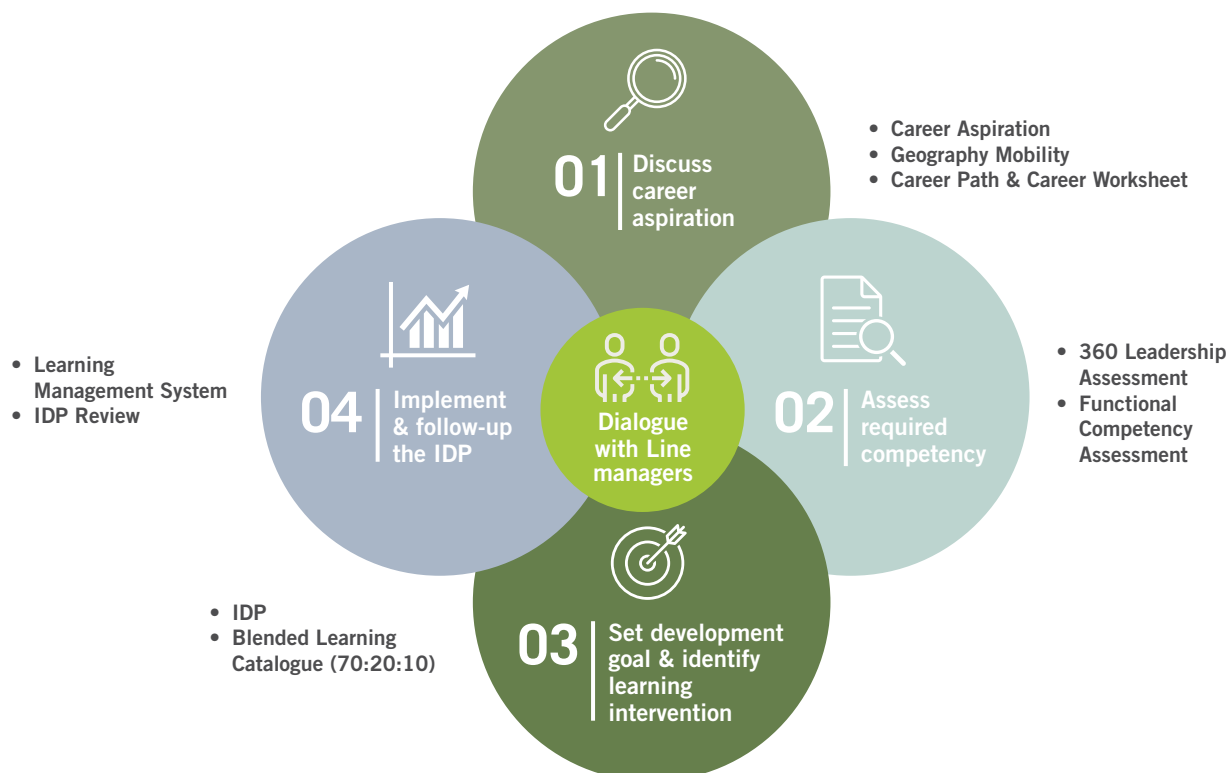 01
Discuss
career
aspiration
• Career Aspiration
• Geography Mobility
• Career Path & Career Worksheet
02
Assess
required
competency
• 360 Leadership
Assessment
• Functional
Competency
Assessment
03
Set development
goal & identify
learning
intervention
• IDP
• Blended Learning
Catalogue (70:20:10)
04
Implement
& follow-up
the IDP
• Learning
Management System
• IDP Review
Dialogue
with Line
managers